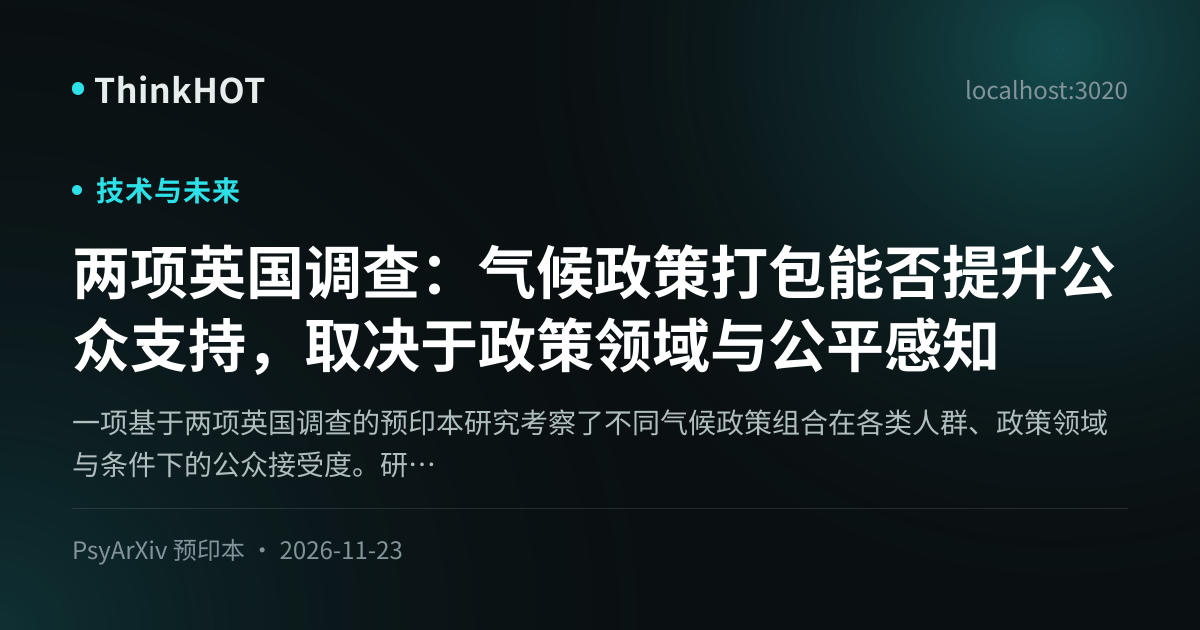 ThinkHOT
localhost:3020
技术与未来
两项英国调查：气候政策打包能否提升公
众支持，取决于政策领域与公平感知
一项基于两项英国调查的预印本研究考察了不同气候政策组合在各类人群、政策领域
与条件下的公众接受度。研…
PsyArXiv 预印本 · 2026-11-23